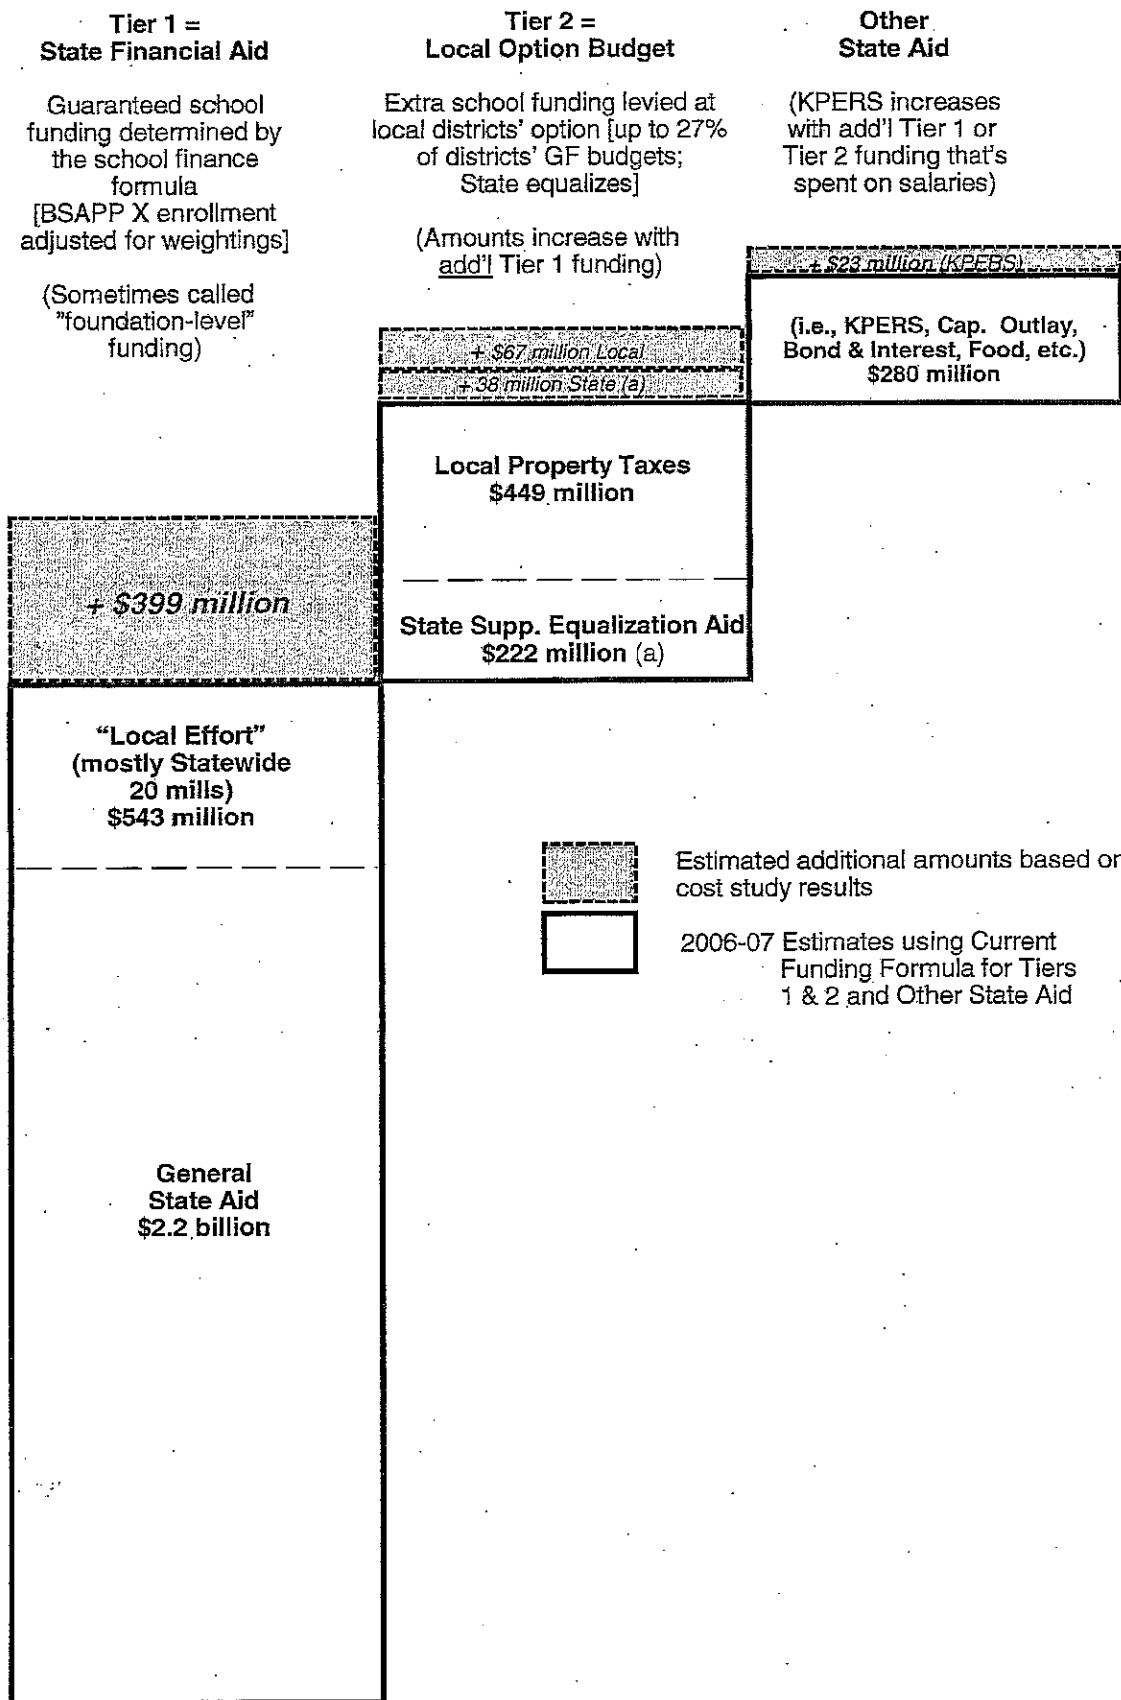 Tier 1 =
State Financial Aid
Guaranteed school
funding determined by
the school finance
formula
[BSAPP X enrollment
adjusted for weightings]
(Sometimes called
"foundation-level"
funding)
+ $399 million
"Local Effort"
(mostly Statewide
20 mills)
$543 million
General
State Aid
$2.2 billion
Tier 2 =
Local Option Budget
Extra school funding levied at
local districts' option [up to 27%
of districts' GF budgets;
State equalizes]
(Amounts increase with
add'l Tier 1 funding)
+ $67 million Local
+ 38 million State (a)
Local Property Taxes
$449 million
State Supp. Equalization Aid
$222 million (a)
Other
State Aid
(KPERS increases
with add'l Tier 1 or
Tier 2 funding that's
spent on salaries)
+ $23 million (KPERS)
(i.e., KPERS, Cap. Outlay,
Bond & Interest, Food, etc.)
$280 million
Estimated additional amounts based on
cost study results
2006-07 Estimates using Current
Funding Formula for Tiers
1 & 2 and Other State Aid